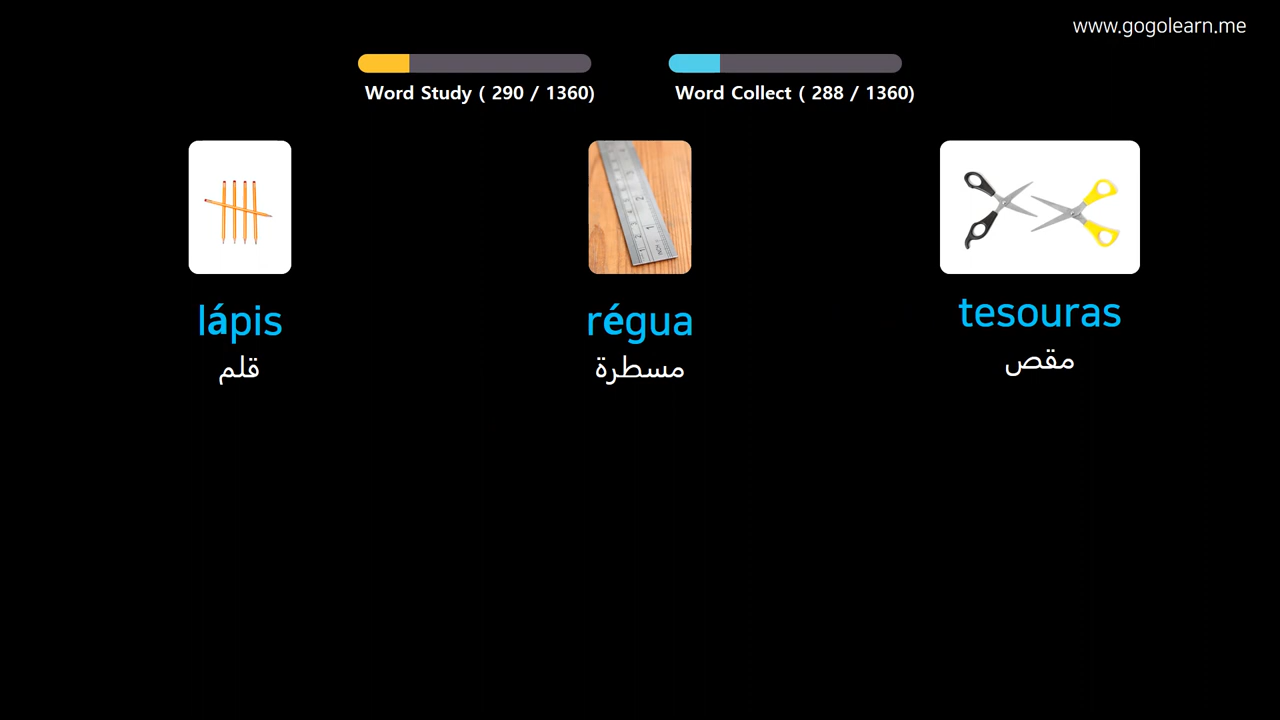 www.gogolearn.me
Word Study ( 290 / 1360)
Word Collect ( 288 / 1360)
lápis
قلم
régua
مسطرة
tesouras
مقص